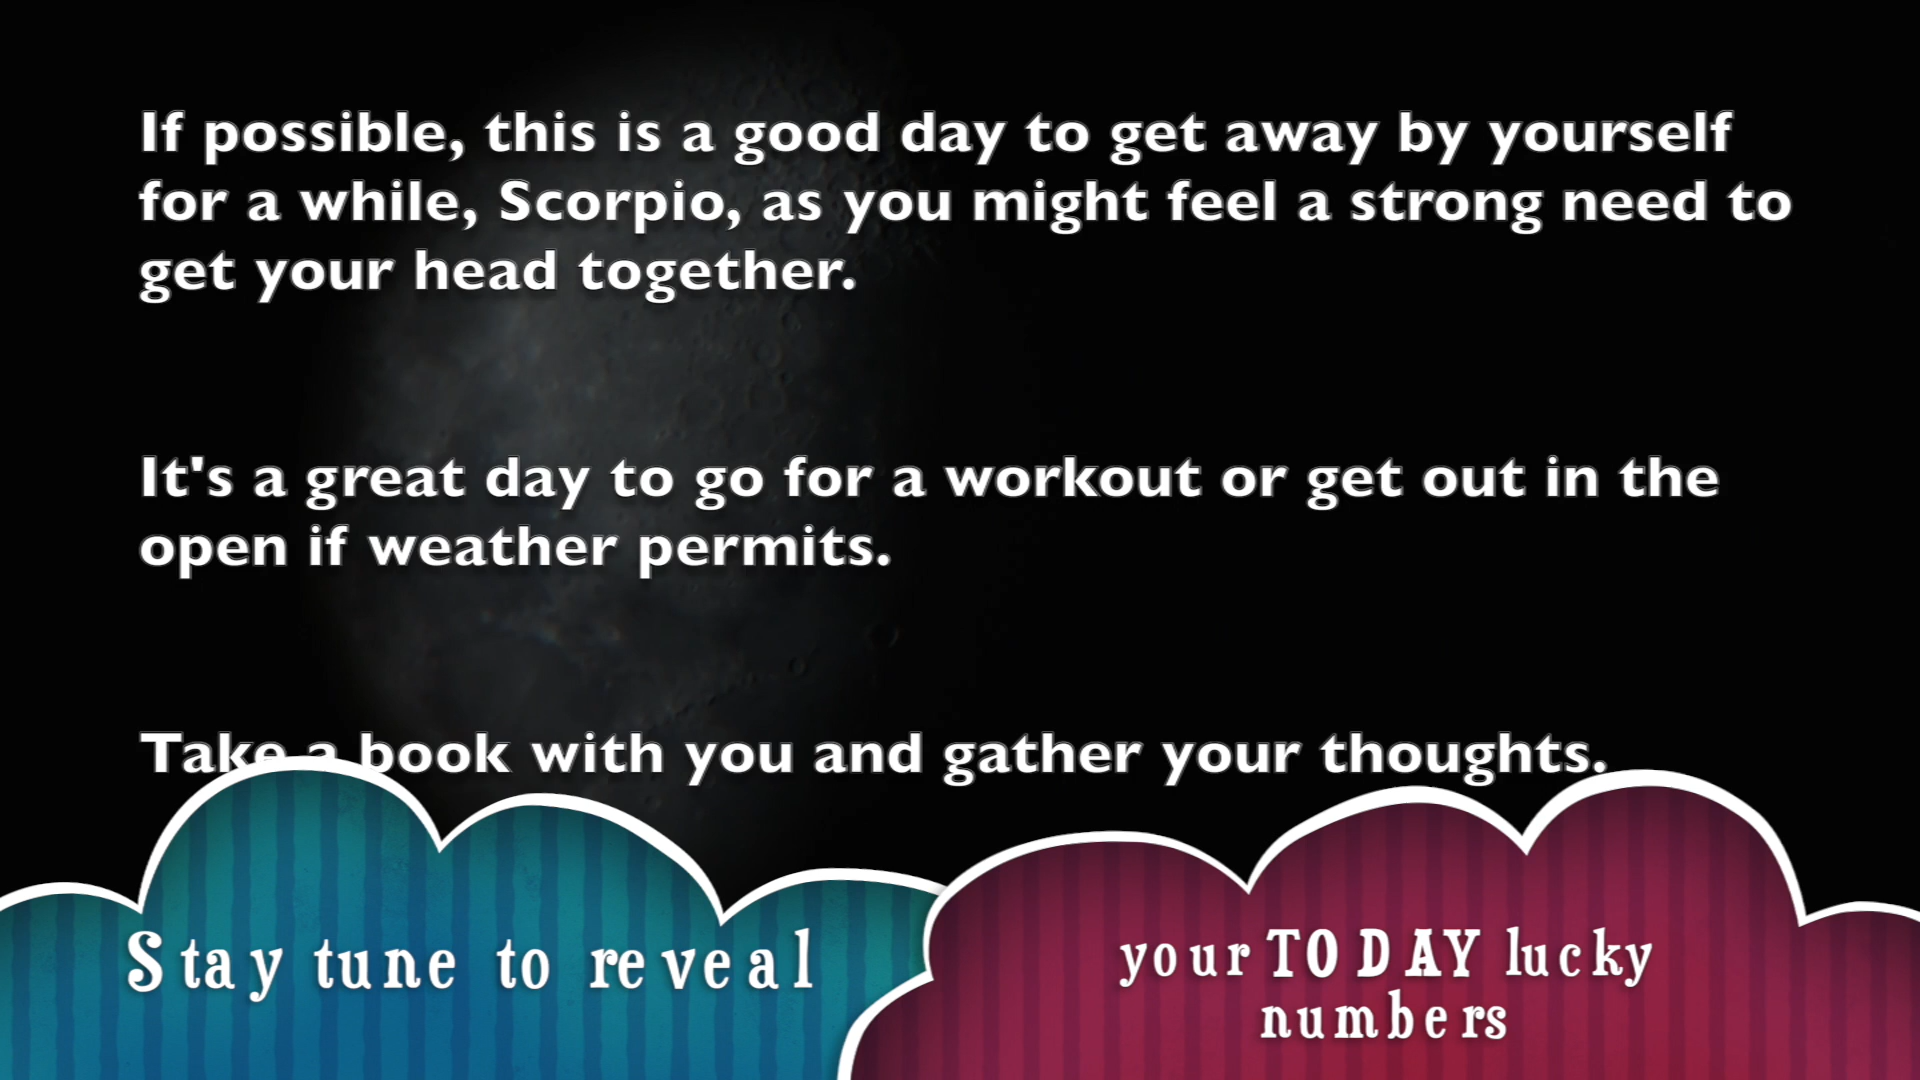 If possible, this is a good day to get away by yourself
for a while, Scorpio, as you might feel a strong need to
get your head together.
It's a great day to go for a workout or get out in the
open if weather permits.
Take a book with you and gather your thoughts.
Stay tune to reveal
your TODAY lucky
numbers